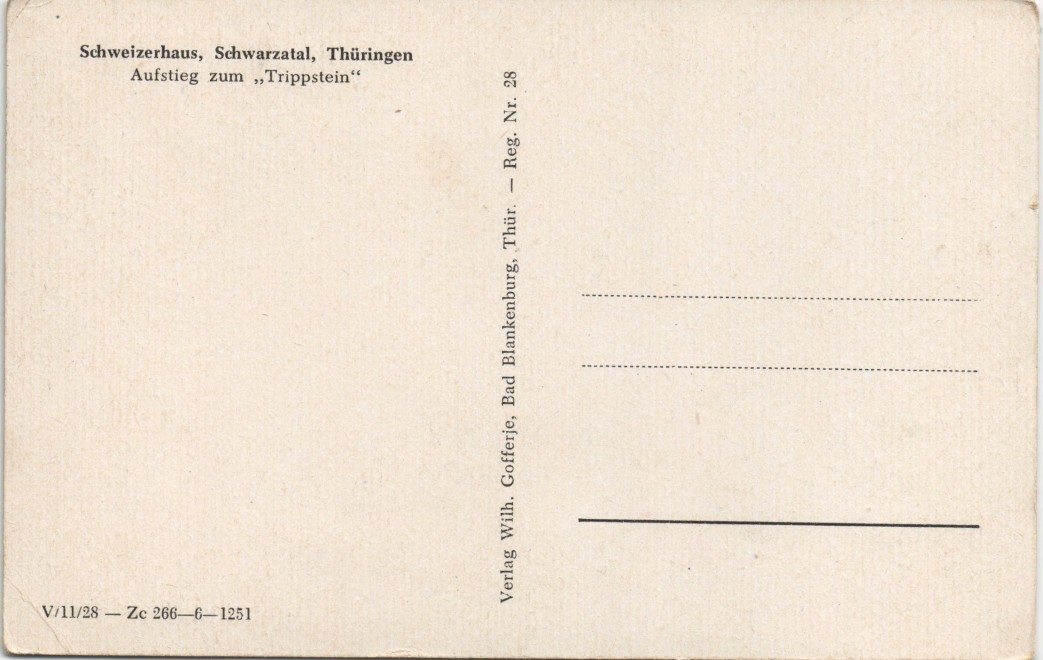 Schweizerhaus, Schwarzatal, Thüringen
Aufstieg zum „Trippstein“
Verlag Wilh. Gofferje, Bad Blankenburg, Thür. — Reg. Nr. 28
V/11/28 — Zc 266—6—1251